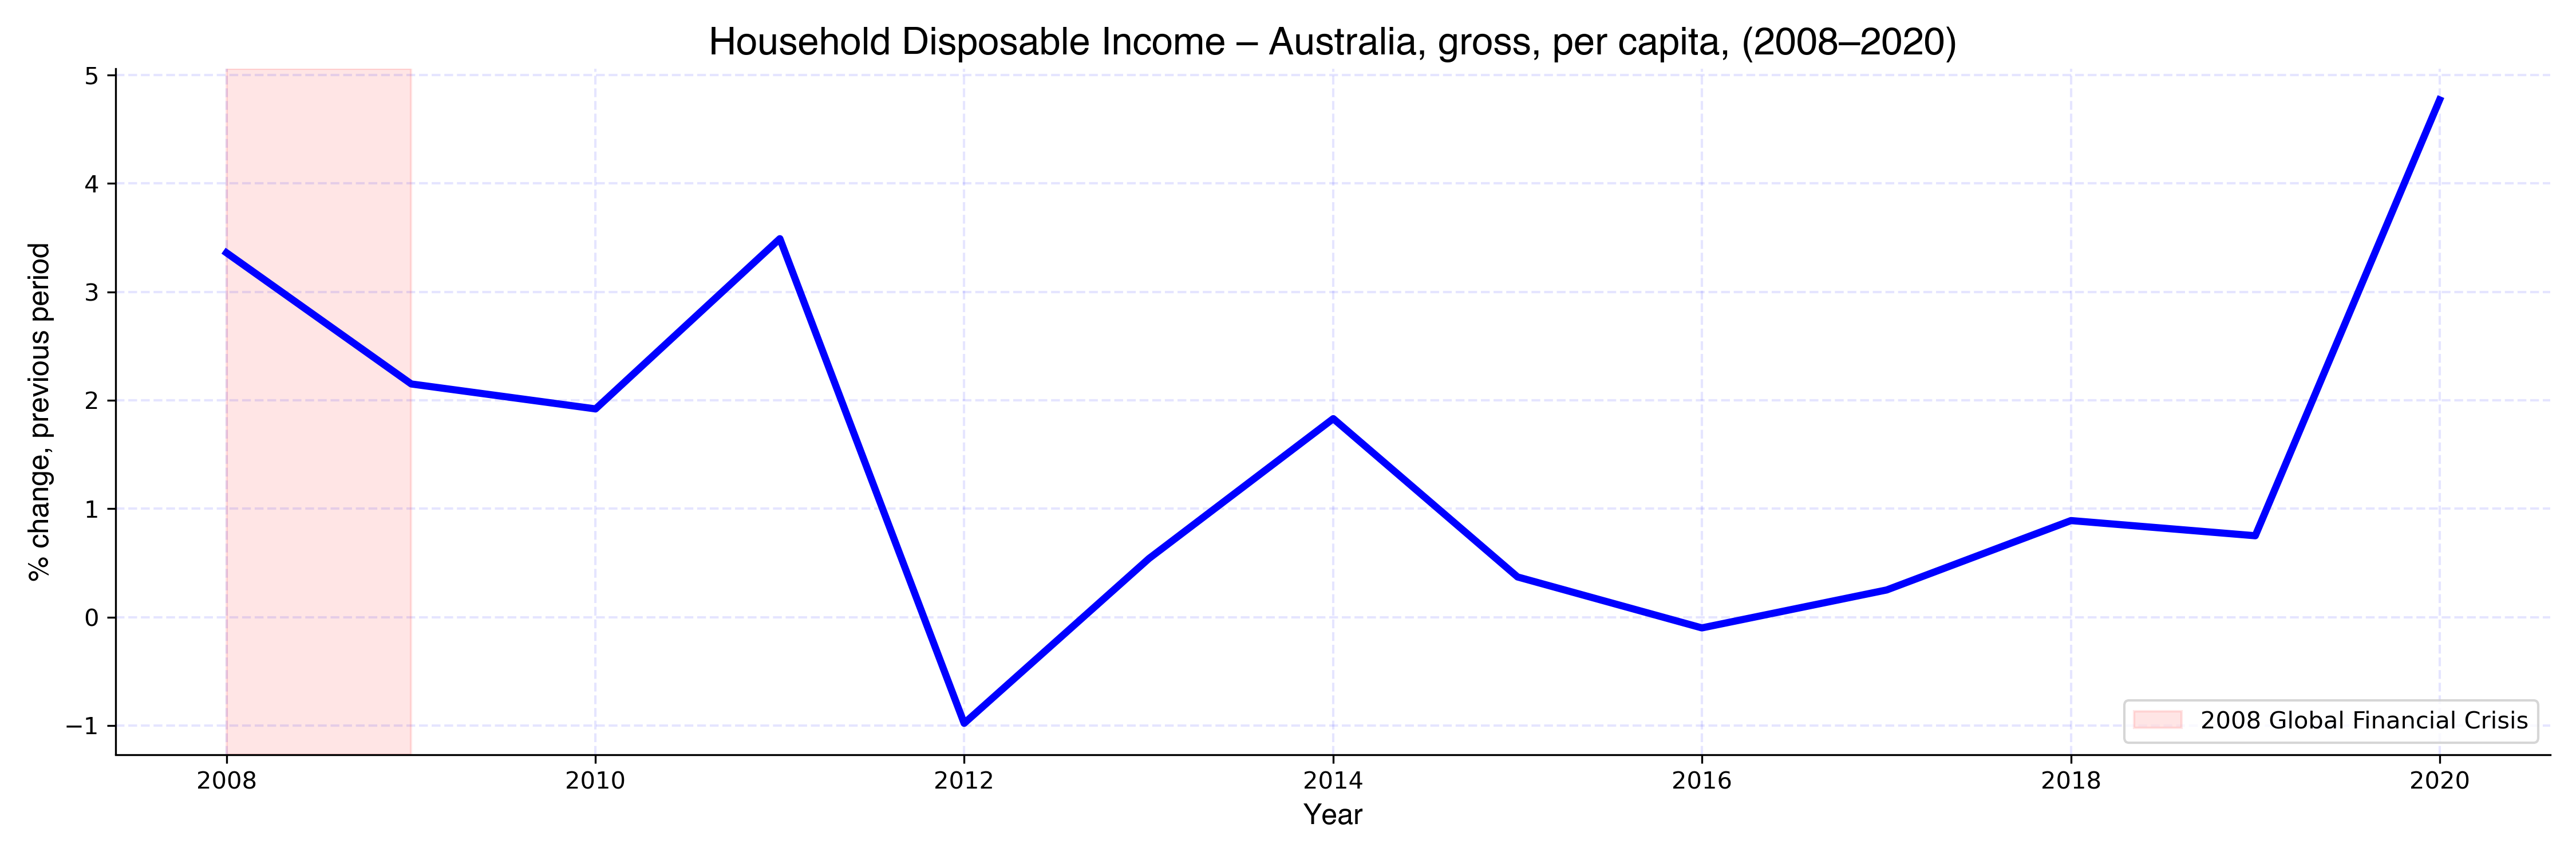 Household Disposable Income – Australia, gross, per capita, (2008–2020)
% change, previous period
5
4
3
2
1
0
−1
2008 Global Financial Crisis
2008 2010 2012 2014 2016 2018 2020
Year